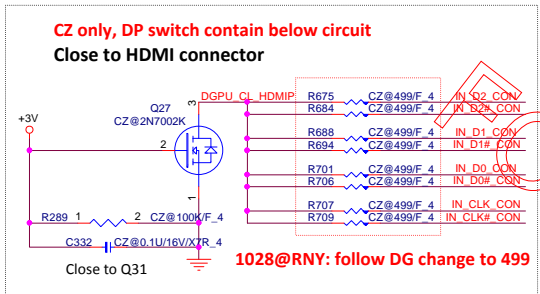 CZ only, DP switch contain below circuit
Close to HDMI connector
DGPU_CL_HDMIP
R675 CZ@499/F_4 IN_D2_CON
R684 CZ@499/F_4 IN_D2#_CON
Q27
CZ@2N7002K
+3V
3
2
1
R688 CZ@499/F_4 IN_D1_CON
R694 CZ@499/F_4 IN_D1#_CON
R701 CZ@499/F_4 IN_D0_CON
R706 CZ@499/F_4 IN_D0#_CON
R707 CZ@499/F_4 IN_CLK_CON
R709 CZ@499/F_4 IN_CLK#_CON
R289 1 2 CZ@100K/F_4
C332 CZ@0.1U/16V/X7R_4
Close to Q31
1028@RNY: follow DG change to 499